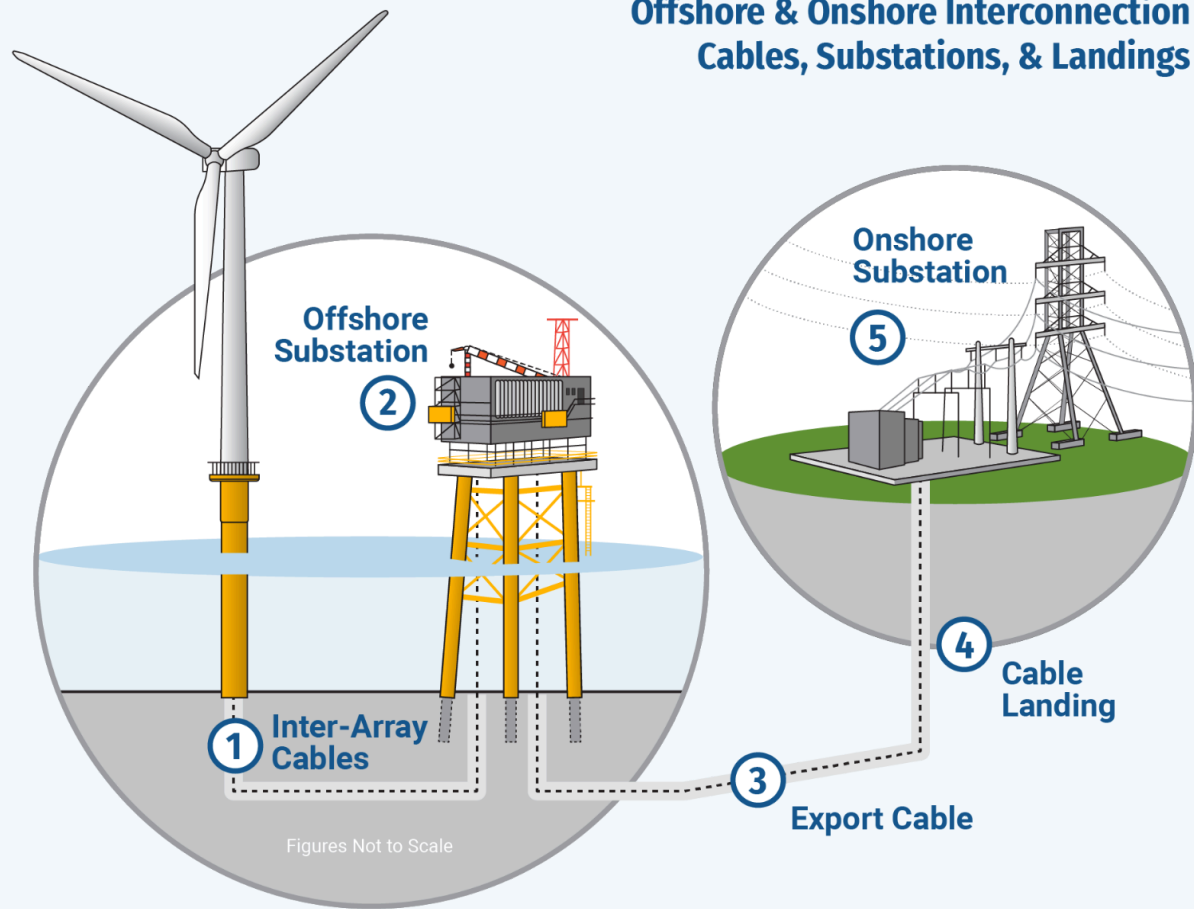 Offshore & Onshore Interconnection
Cables, Substations, & Landings
Onshore
Substation
5
Offshore
Substation
2
4
Cable
Landing
1
Inter-Array
Cables
3
Export Cable
Figures Not to Scale